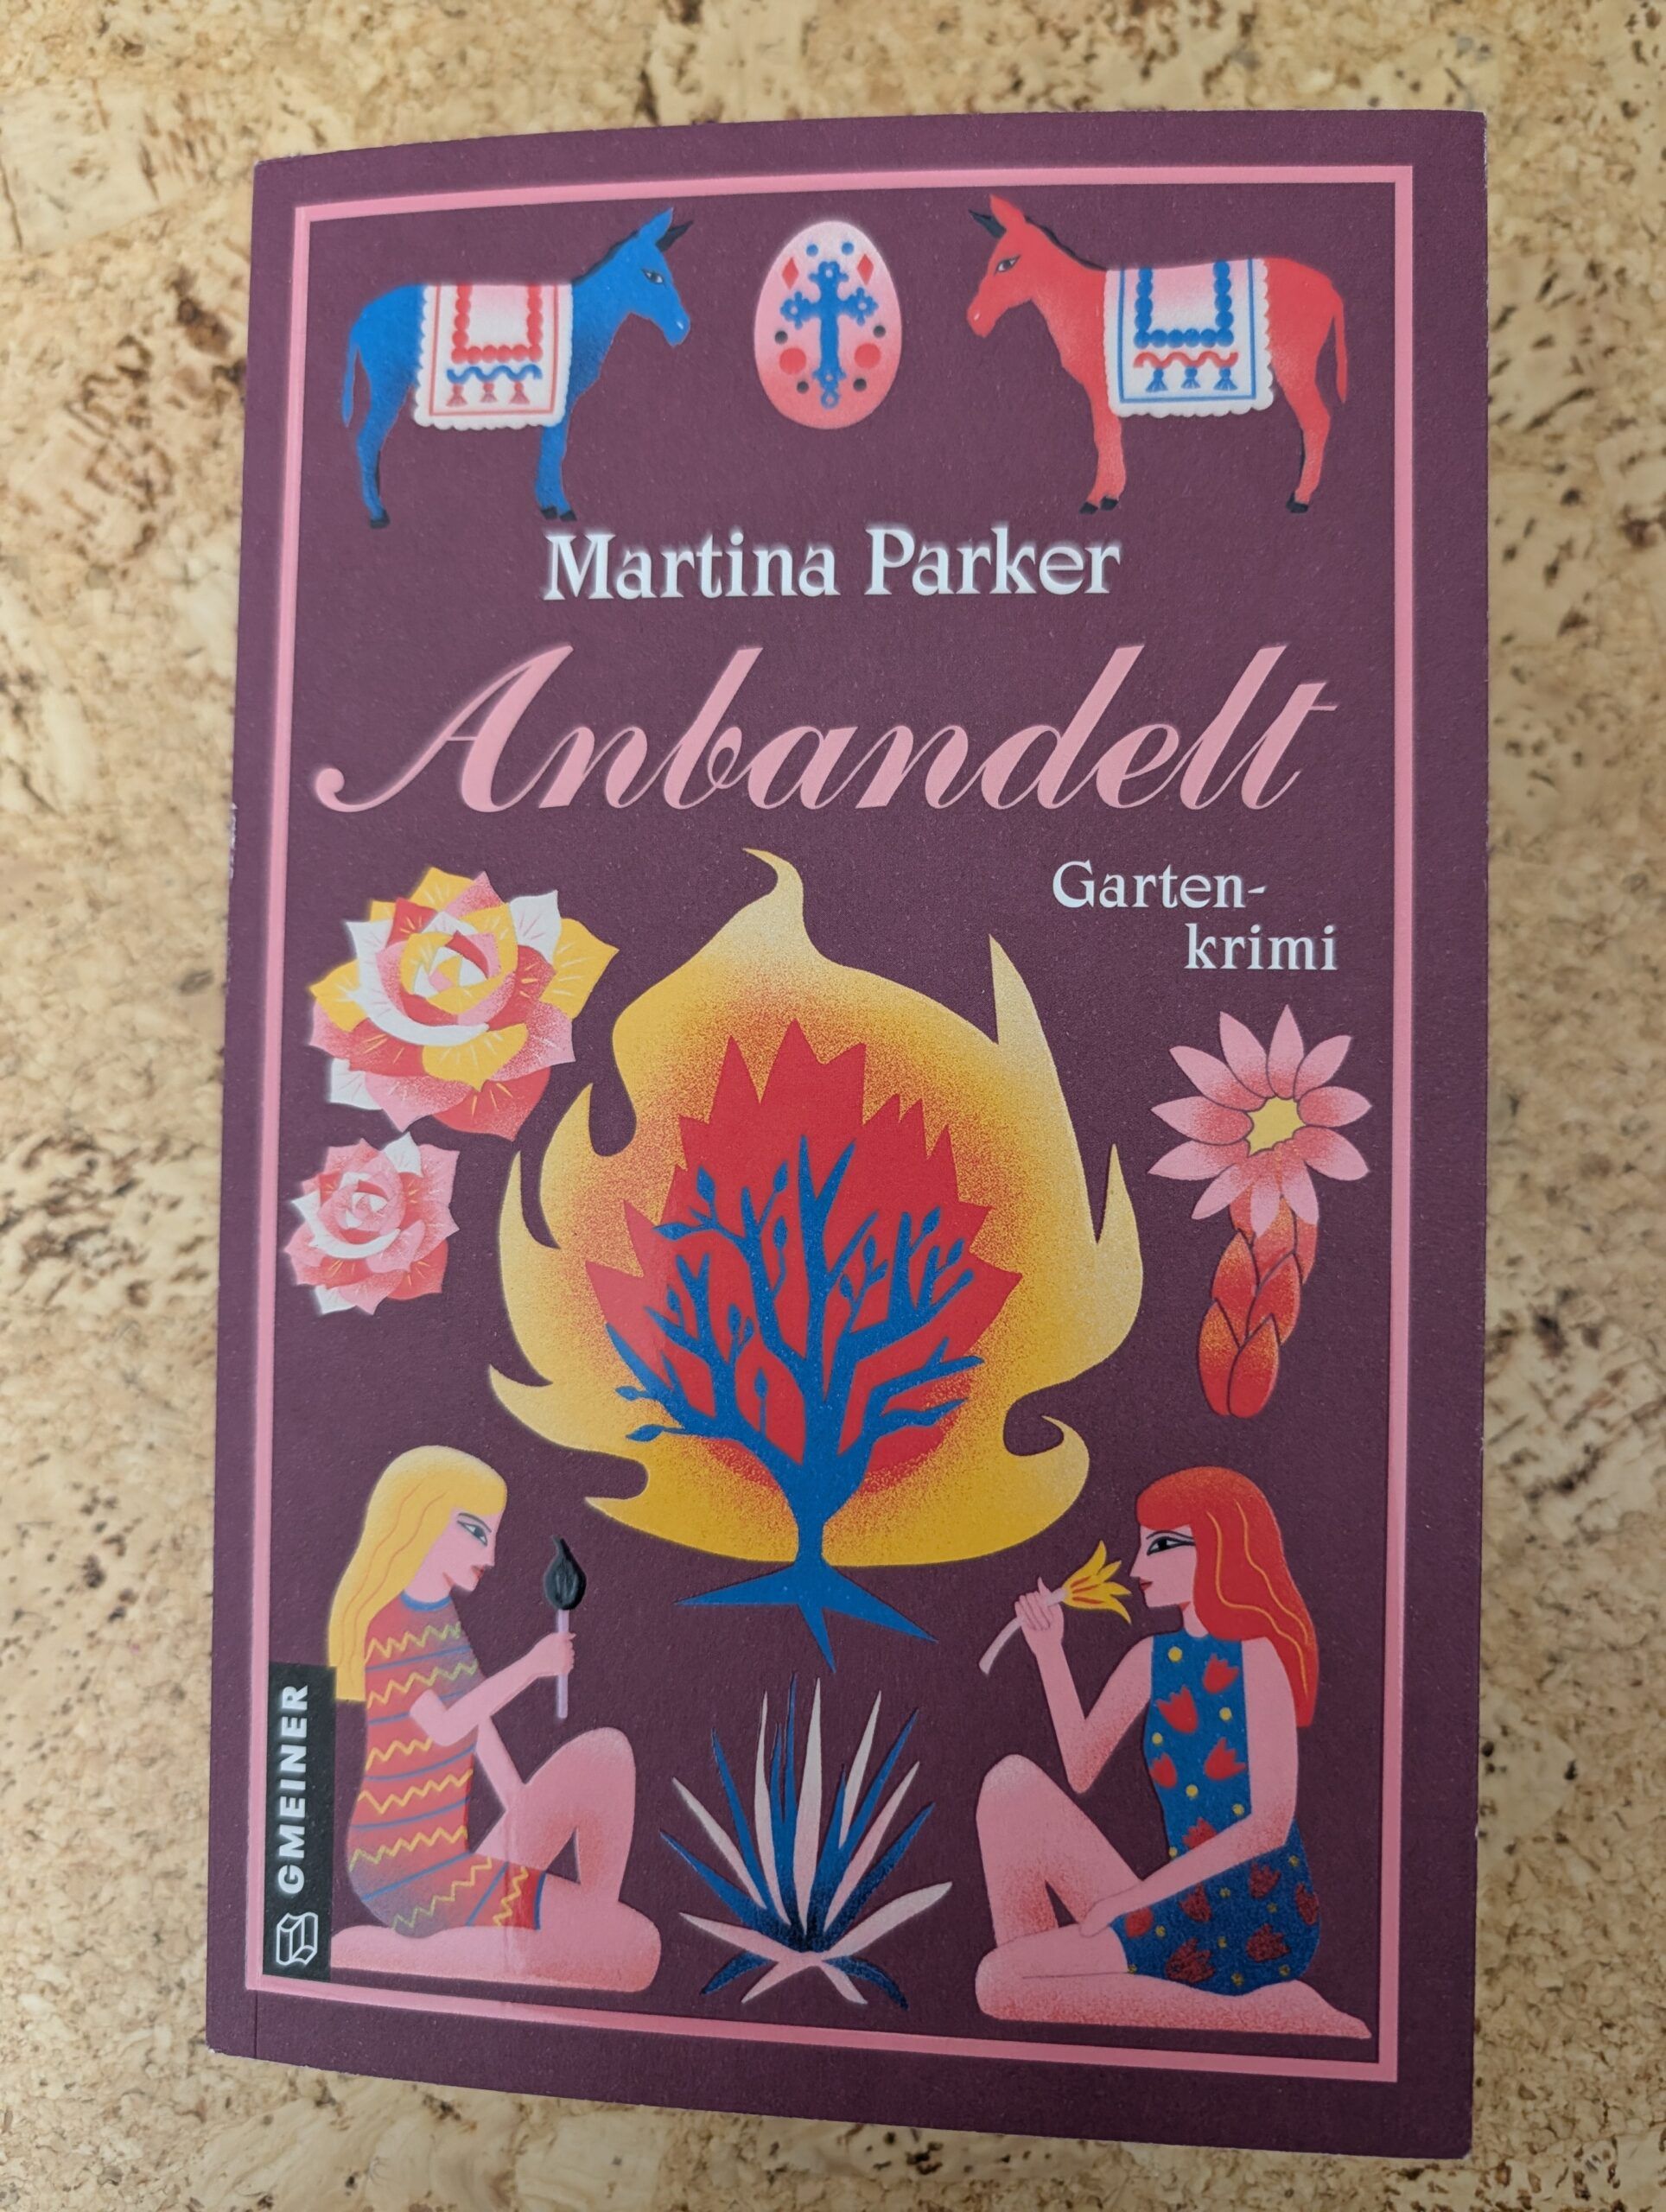 Martina Parker
Anbandelt
Garten-
krimi
GMEINER